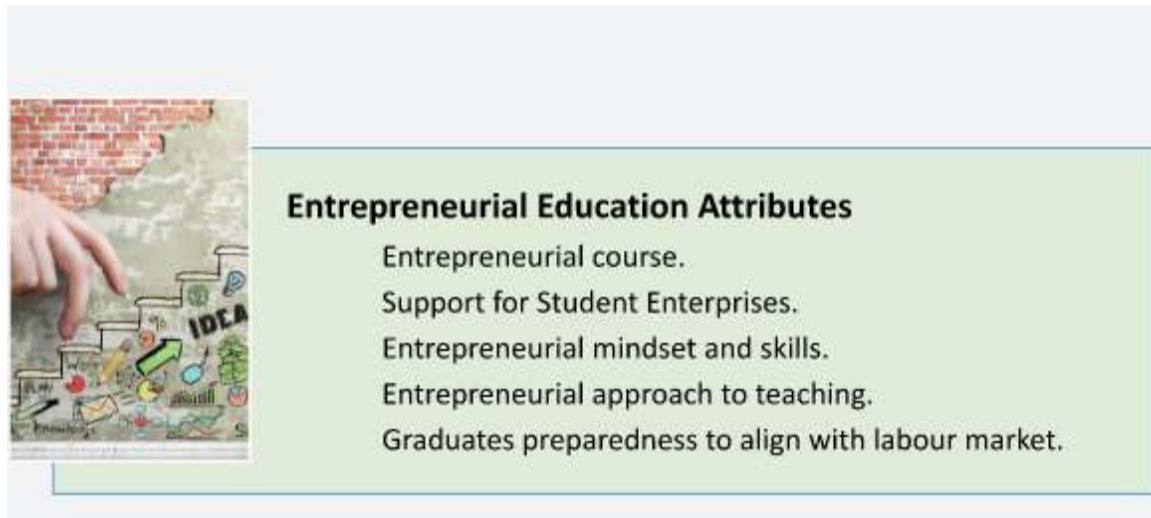 Entrepreneurial Education Attributes
Entrepreneurial course.
Support for Student Enterprises.
Entrepreneurial mindset and skills.
Entrepreneurial approach to teaching.
Graduates preparedness to align with labour market.
IDEA
Knowledge